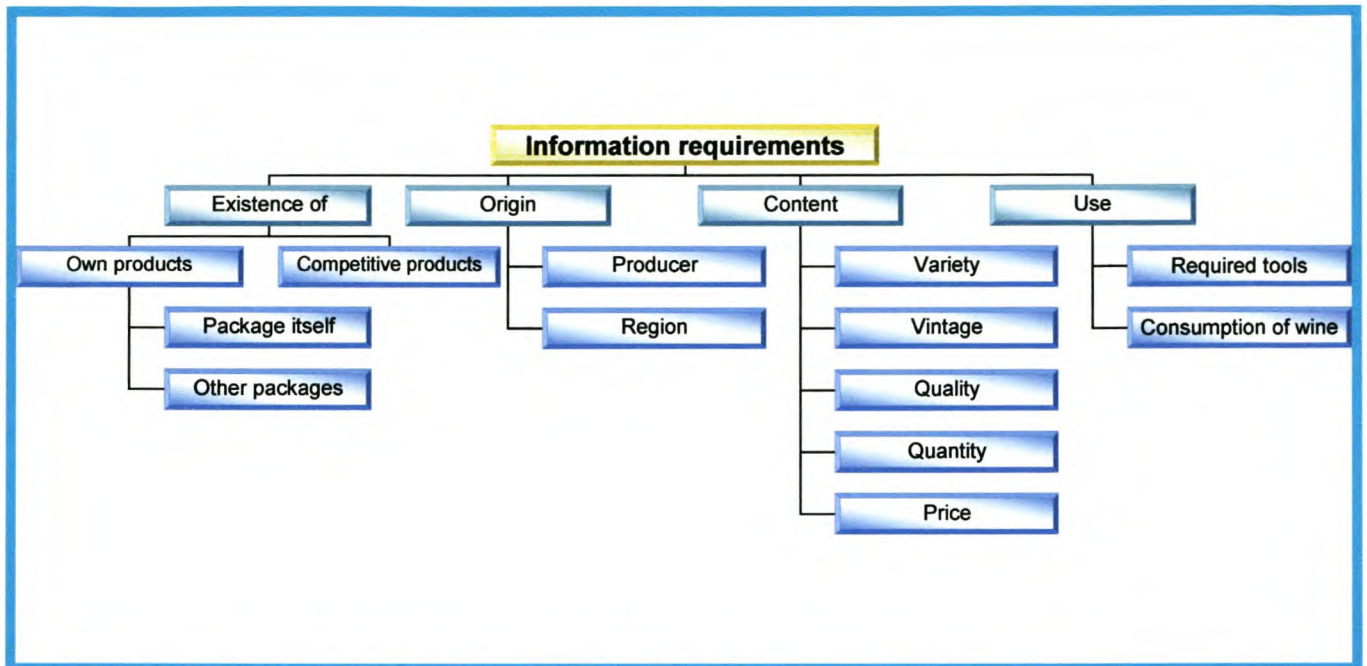 Information requirements
Existence of
Origin
Content
Use
Own products
Competitive products
Producer
Variety
Required tools
Package itself
Region
Vintage
Consumption of wine
Other packages
Quality
Quantity
Price